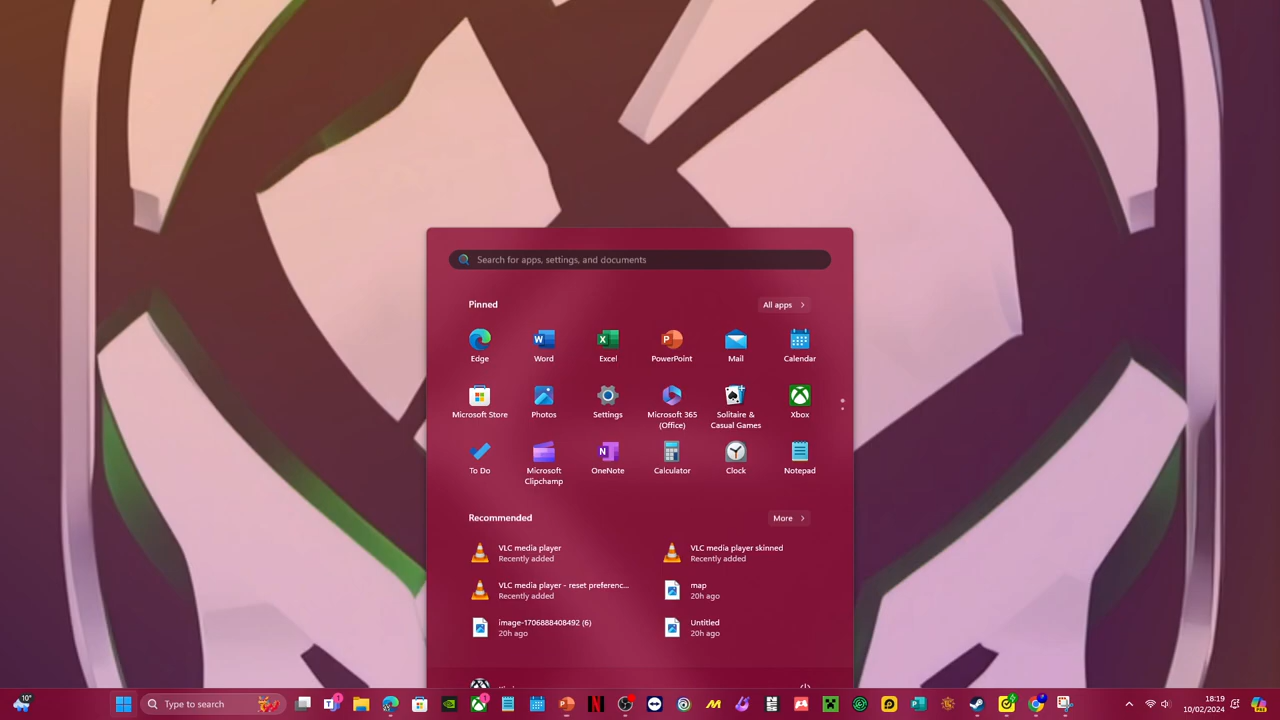 Search for apps, settings, and documents
Pinned
All apps
Edge
Word
Excel
PowerPoint
Mail
Calendar
Microsoft Store
Photos
Settings
Microsoft 365
(Office)
Solitaire &
Casual Games
Xbox
To Do
Microsoft
Clipchamp
OneNote
Calculator
Clock
Notepad
Recommended
More
VLC media player
Recently added
VLC media player skinned
Recently added
VLC media player - reset preferenc...
Recently added
map
20h ago
image-1706888408492 (6)
20h ago
Untitled
20h ago
10°
Type to search
1
1
18:19
10/02/2024